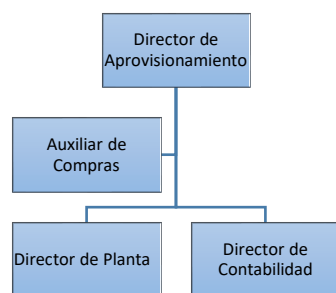 Director de
Aprovisionamiento
Auxiliar de
Compras
Director de Planta
Director de
Contabilidad